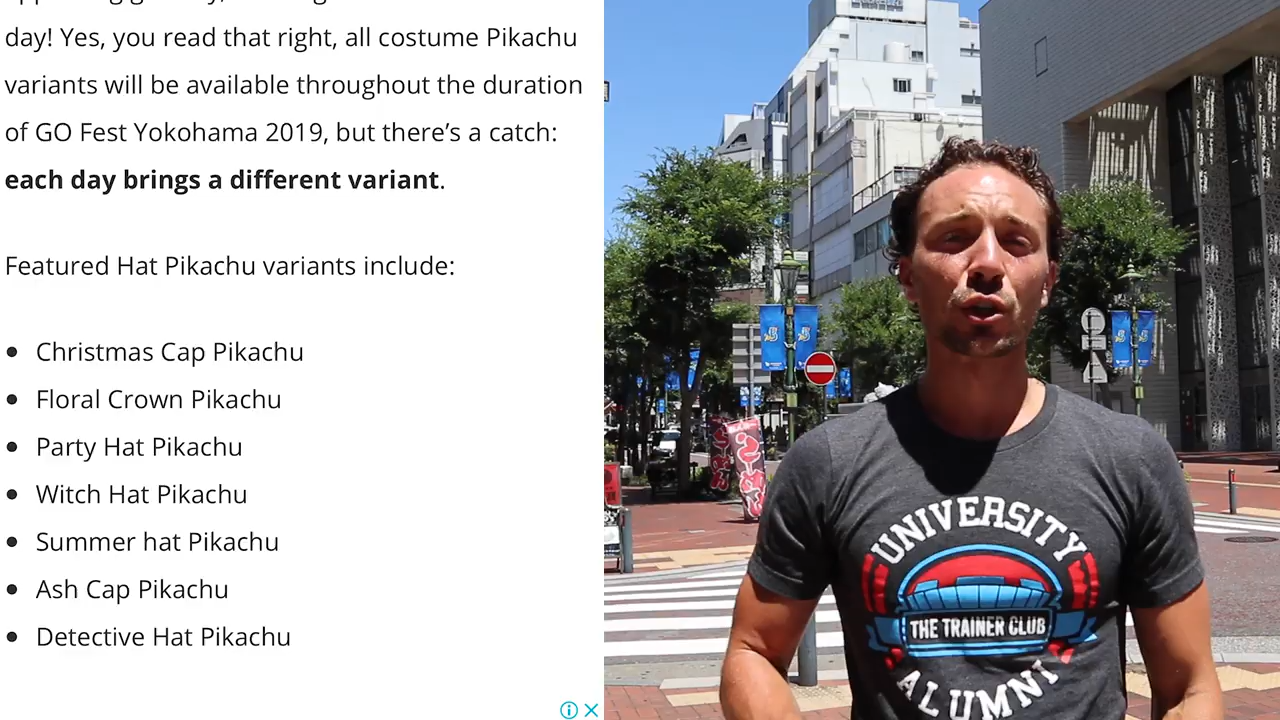 day! Yes, you read that right, all costume Pikachu
variants will be available throughout the duration
of GO Fest Yokohama 2019, but there’s a catch:
each day brings a different variant.
Featured Hat Pikachu variants include:
• Christmas Cap Pikachu
• Floral Crown Pikachu
• Party Hat Pikachu
• Witch Hat Pikachu
• Summer hat Pikachu
• Ash Cap Pikachu
• Detective Hat Pikachu
UNIVERSITY
THE TRAINER CLUB
ALUMNI